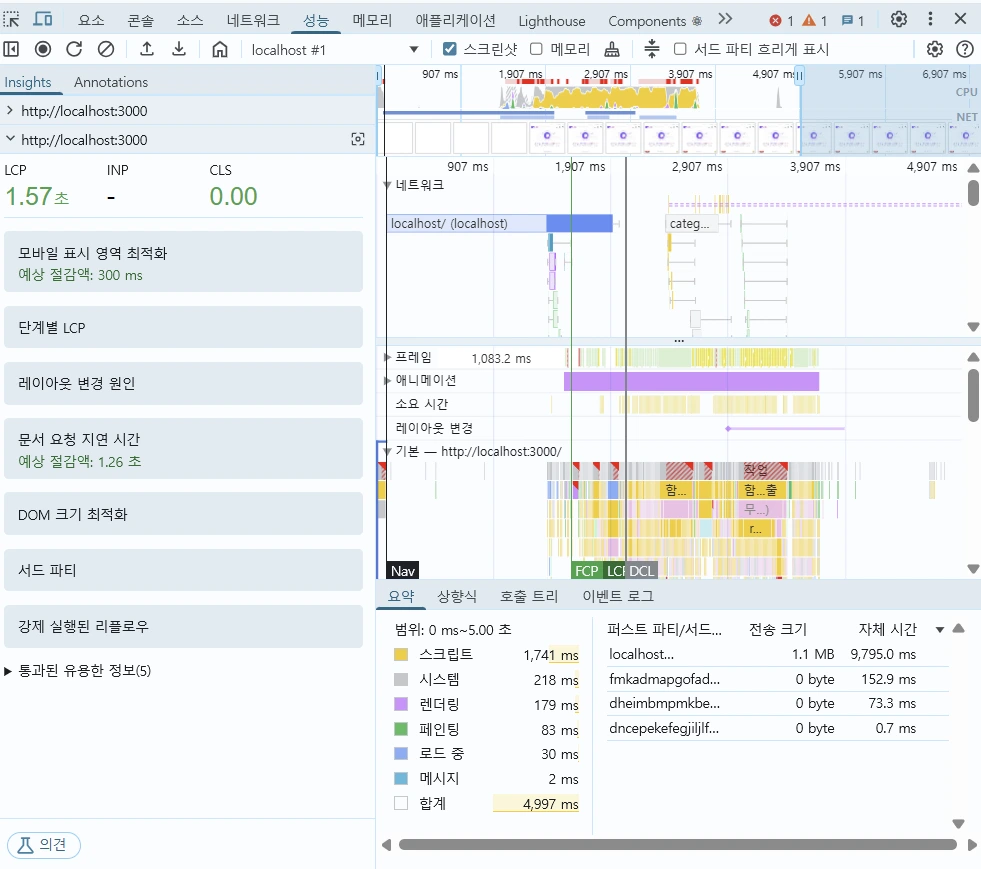 요소 콘솔 소스 네트워크 성능 메모리 애플리케이션 Lighthouse Components 1 1 1
localhost #1 스크린샷 메모리 서드 파티 흐리게 표시
Insights Annotations
http://localhost:3000
http://localhost:3000
LCP INP CLS
1.57초 - 0.00
모바일 표시 영역 최적화
예상 절감액: 300 ms
단계별 LCP
레이아웃 변경 원인
문서 요청 지연 시간
예상 절감액: 1.26 초
DOM 크기 최적화
서드 파티
강제 실행된 리플로우
통과된 유용한 정보(5)
의견
907 ms 1,907 ms 2,907 ms 3,907 ms 4,907 ms 5,907 ms 6,907 ms
CPU
NET
907 ms 1,907 ms 2,907 ms 3,907 ms 4,907 ms
네트워크
localhost/ (localhost) categ...
프레임 1,083.2 ms
애니메이션
소요 시간
레이아웃 변경
기본 — http://localhost:3000/
작업
함... 함...출
무...)
r...
Nav FCP LCP DCL
요약 상향식 호출 트리 이벤트 로그
범위: 0 ms~5.00 초
스크립트 1,741 ms
시스템 218 ms
렌더링 179 ms
페인팅 83 ms
로드 중 30 ms
메시지 2 ms
합계 4,997 ms
퍼스트 파티/서드... 전송 크기 자체 시간
localhost... 1.1 MB 9,795.0 ms
fmkadmapgofad... 0 byte 152.9 ms
dheimbmpmkbe... 0 byte 73.3 ms
dncepekefegjiljlf... 0 byte 0.7 ms